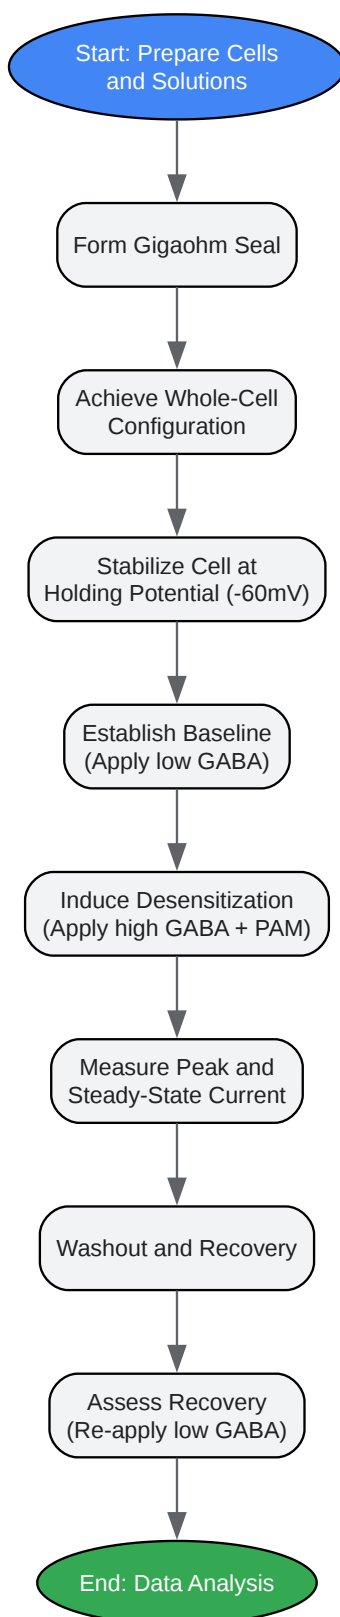 Start: Prepare Cells
and Solutions
Form Gigaohm Seal
Achieve Whole-Cell
Configuration
Stabilize Cell at
Holding Potential (-60mV)
Establish Baseline
(Apply low GABA)
Induce Desensitization
(Apply high GABA + PAM)
Measure Peak and
Steady-State Current
Washout and Recovery
Assess Recovery
(Re-apply low GABA)
End: Data Analysis